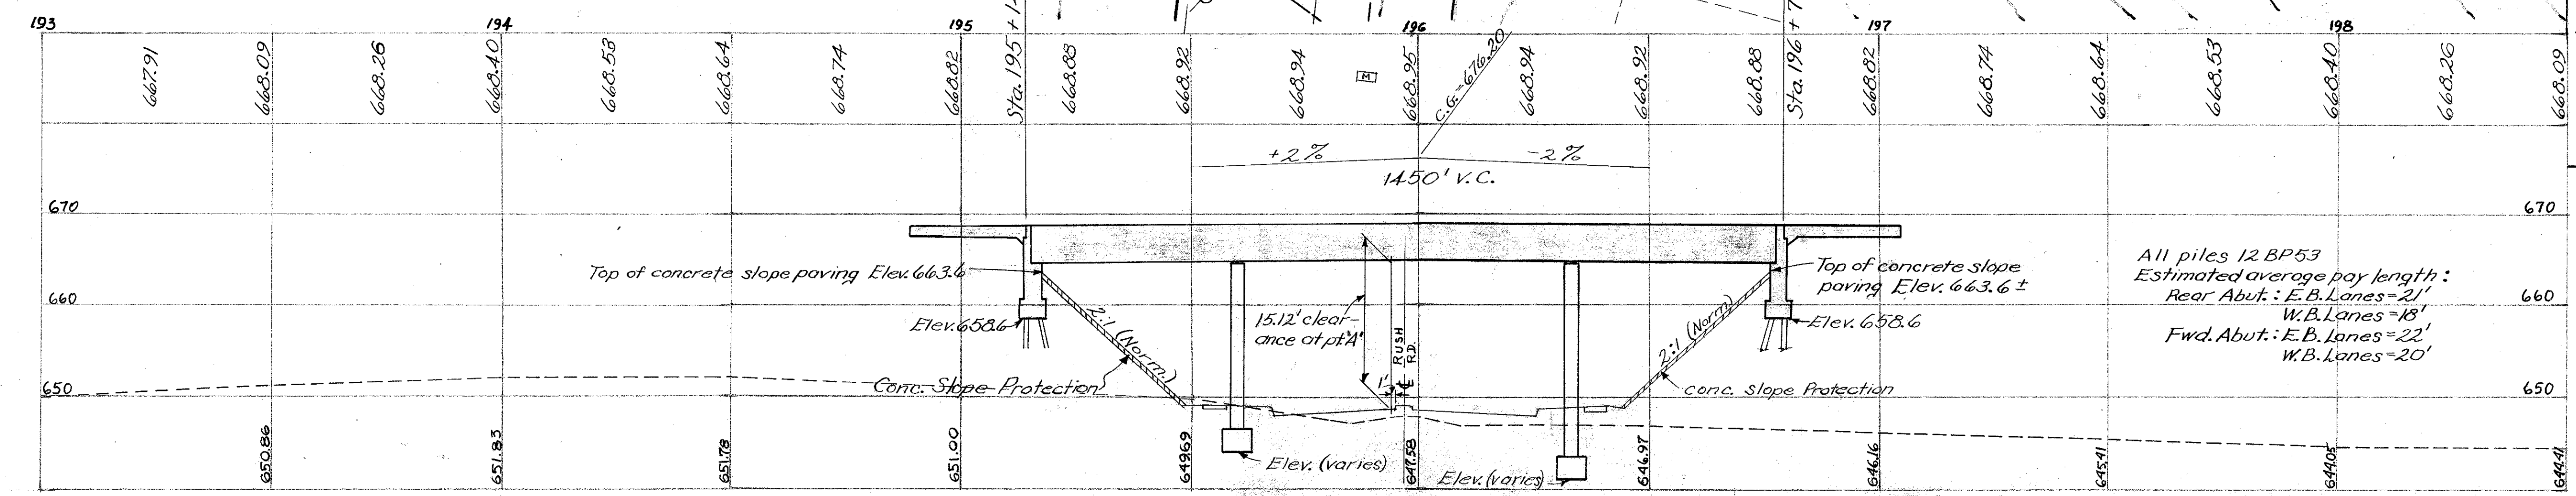 193
194
195
196
197
198
667.91
668.09
668.26
668.40
668.53
668.64
668.74
668.82
Sta. 195 + 1
668.88
668.92
668.94
M
668.95
C.G.=676.20
668.94
668.92
668.88
Sta. 196 + 7
668.82
668.74
668.64
668.53
668.40
668.26
668.09
+2%
-2%
1450' V.C.
670
670
Top of concrete slope paving Elev. 663.6
Top of concrete slope
paving Elev. 663.6 ±
All piles 12 BP53
Estimated average pay length :
Rear Abut. : E.B. Lanes = 21'
W.B. Lanes = 18'
Fwd. Abut. : E.B. Lanes = 22'
W.B. Lanes = 20'
660
660
Elev. 658.6
2:1 (Norm.)
15.12' clear-
ance at pt. "A"
RUSH
RD.
2:1 (Norm)
Elev. 658.6
650
650
Conc. Slope Protection
1'
conc. slope Protection
Elev. (varies)
Elev. (varies)
650.86
651.83
651.78
651.00
649.69
647.58
646.97
646.16
645.41
644.05
644.41